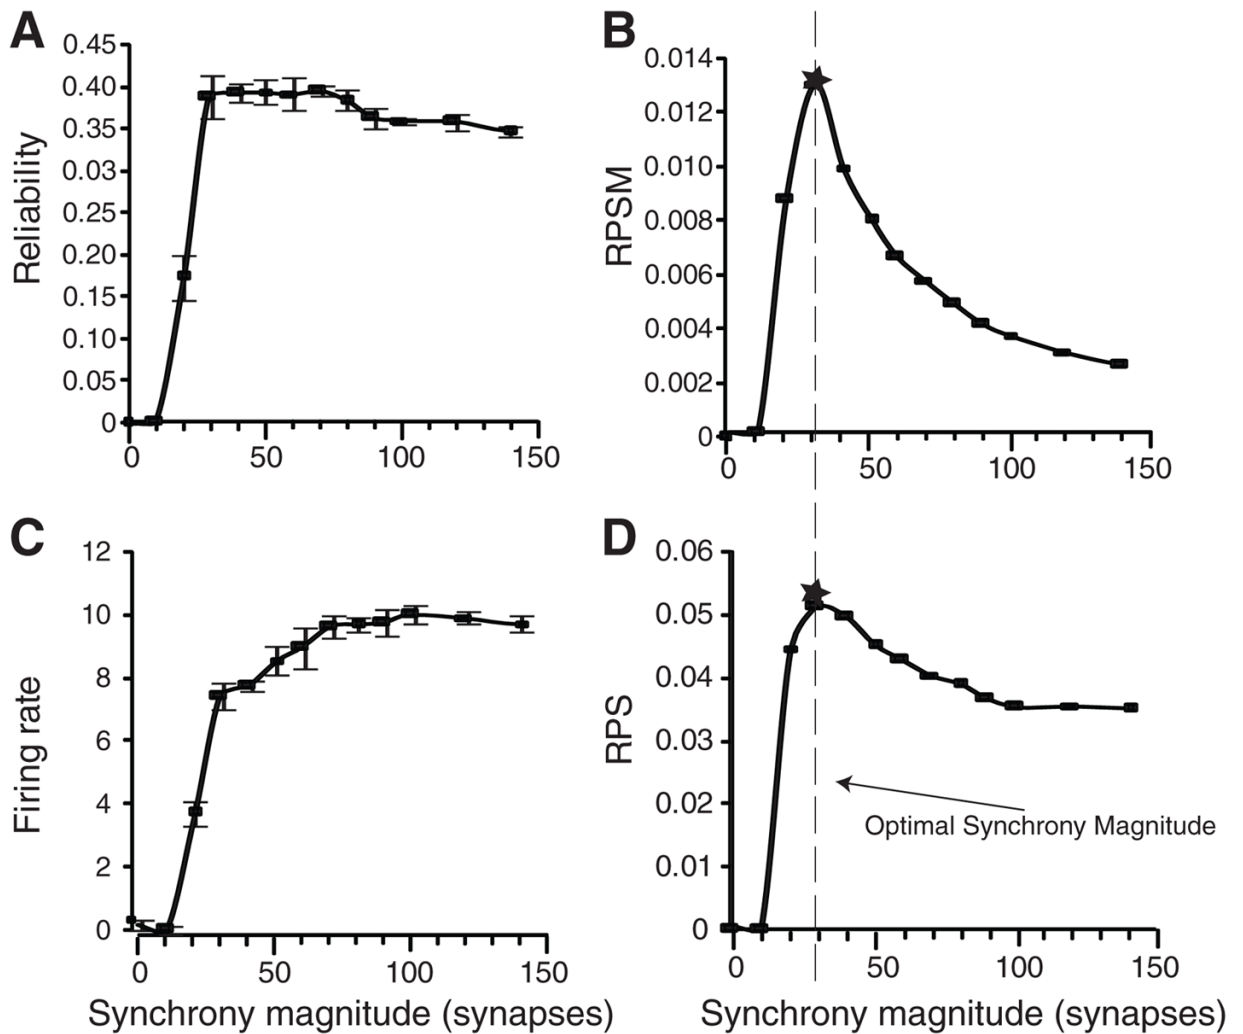 A
0.45
0.40
0.35
0.03
0.25
0.20
0.15
0.10
0.05
0
Reliability
0 50 100 150
B
0.014
0.012
0.010
0.008
0.006
0.004
0.002
0
RPSM
0 50 100 150
C
12
10
8
6
4
2
0
Firing rate
0 50 100 150
Synchrony magnitude (synapses)
D
0.06
0.05
0.04
0.03
0.02
0.01
0
RPS
Optimal Synchrony Magnitude
0 50 100 150
Synchrony magnitude (synapses)